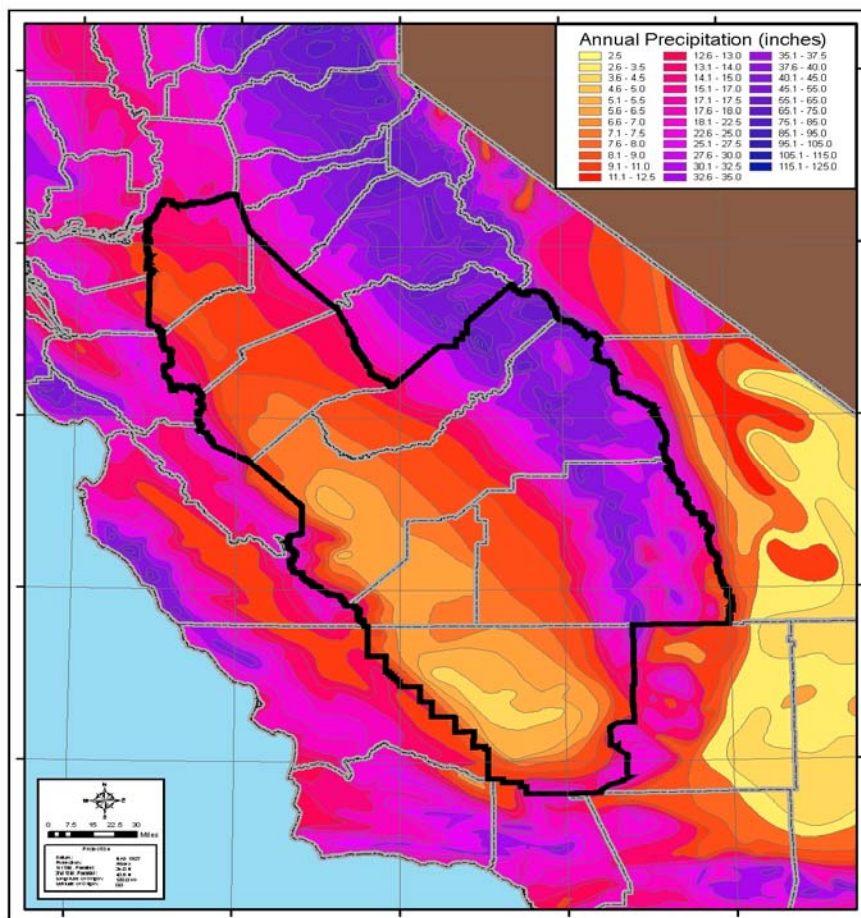 Annual Precipitation (inches)
2.5
2.6 - 3.5
3.6 - 4.5
4.6 - 5.0
5.1 - 5.5
5.6 - 6.5
6.6 - 7.0
7.1 - 7.5
7.6 - 8.0
8.1 - 9.0
9.1 - 11.0
11.1 - 12.5
12.6 - 13.0
13.1 - 14.0
14.1 - 15.0
15.1 - 17.0
17.1 - 17.5
17.6 - 18.0
18.1 - 22.5
22.6 - 25.0
25.1 - 27.5
27.6 - 30.0
30.1 - 32.5
32.6 - 35.0
35.1 - 37.5
37.6 - 40.0
40.1 - 45.0
45.1 - 55.0
55.1 - 65.0
65.1 - 75.0
75.1 - 85.0
85.1 - 95.0
95.1 - 105.0
105.1 - 115.0
115.1 - 125.0
0 7.5 15 22.5 30
Miles
Projection